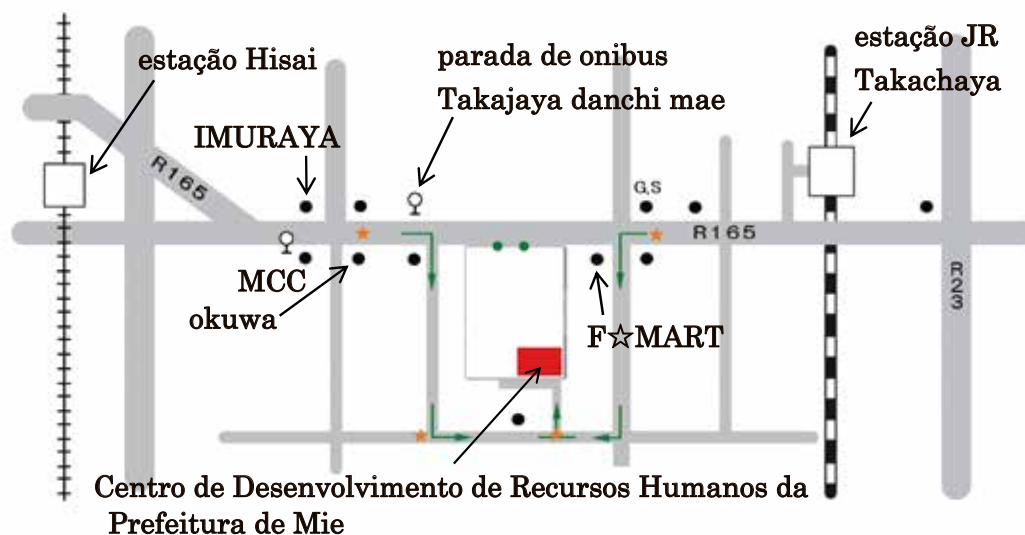 estação Hisai
parada de onibus
Takajaya danchi mae
estação JR
Takachaya
IMURAYA
R165
G,S
R165
R23
MCC
okuwa
F☆MART
Centro de Desenvolvimento de Recursos Humanos da
Prefeitura de Mie